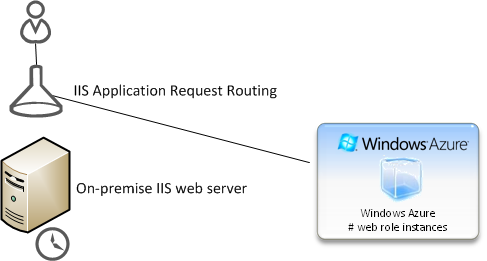 IIS Application Request Routing
Windows Azure
On-premise IIS web server
Windows Azure
# web role instances